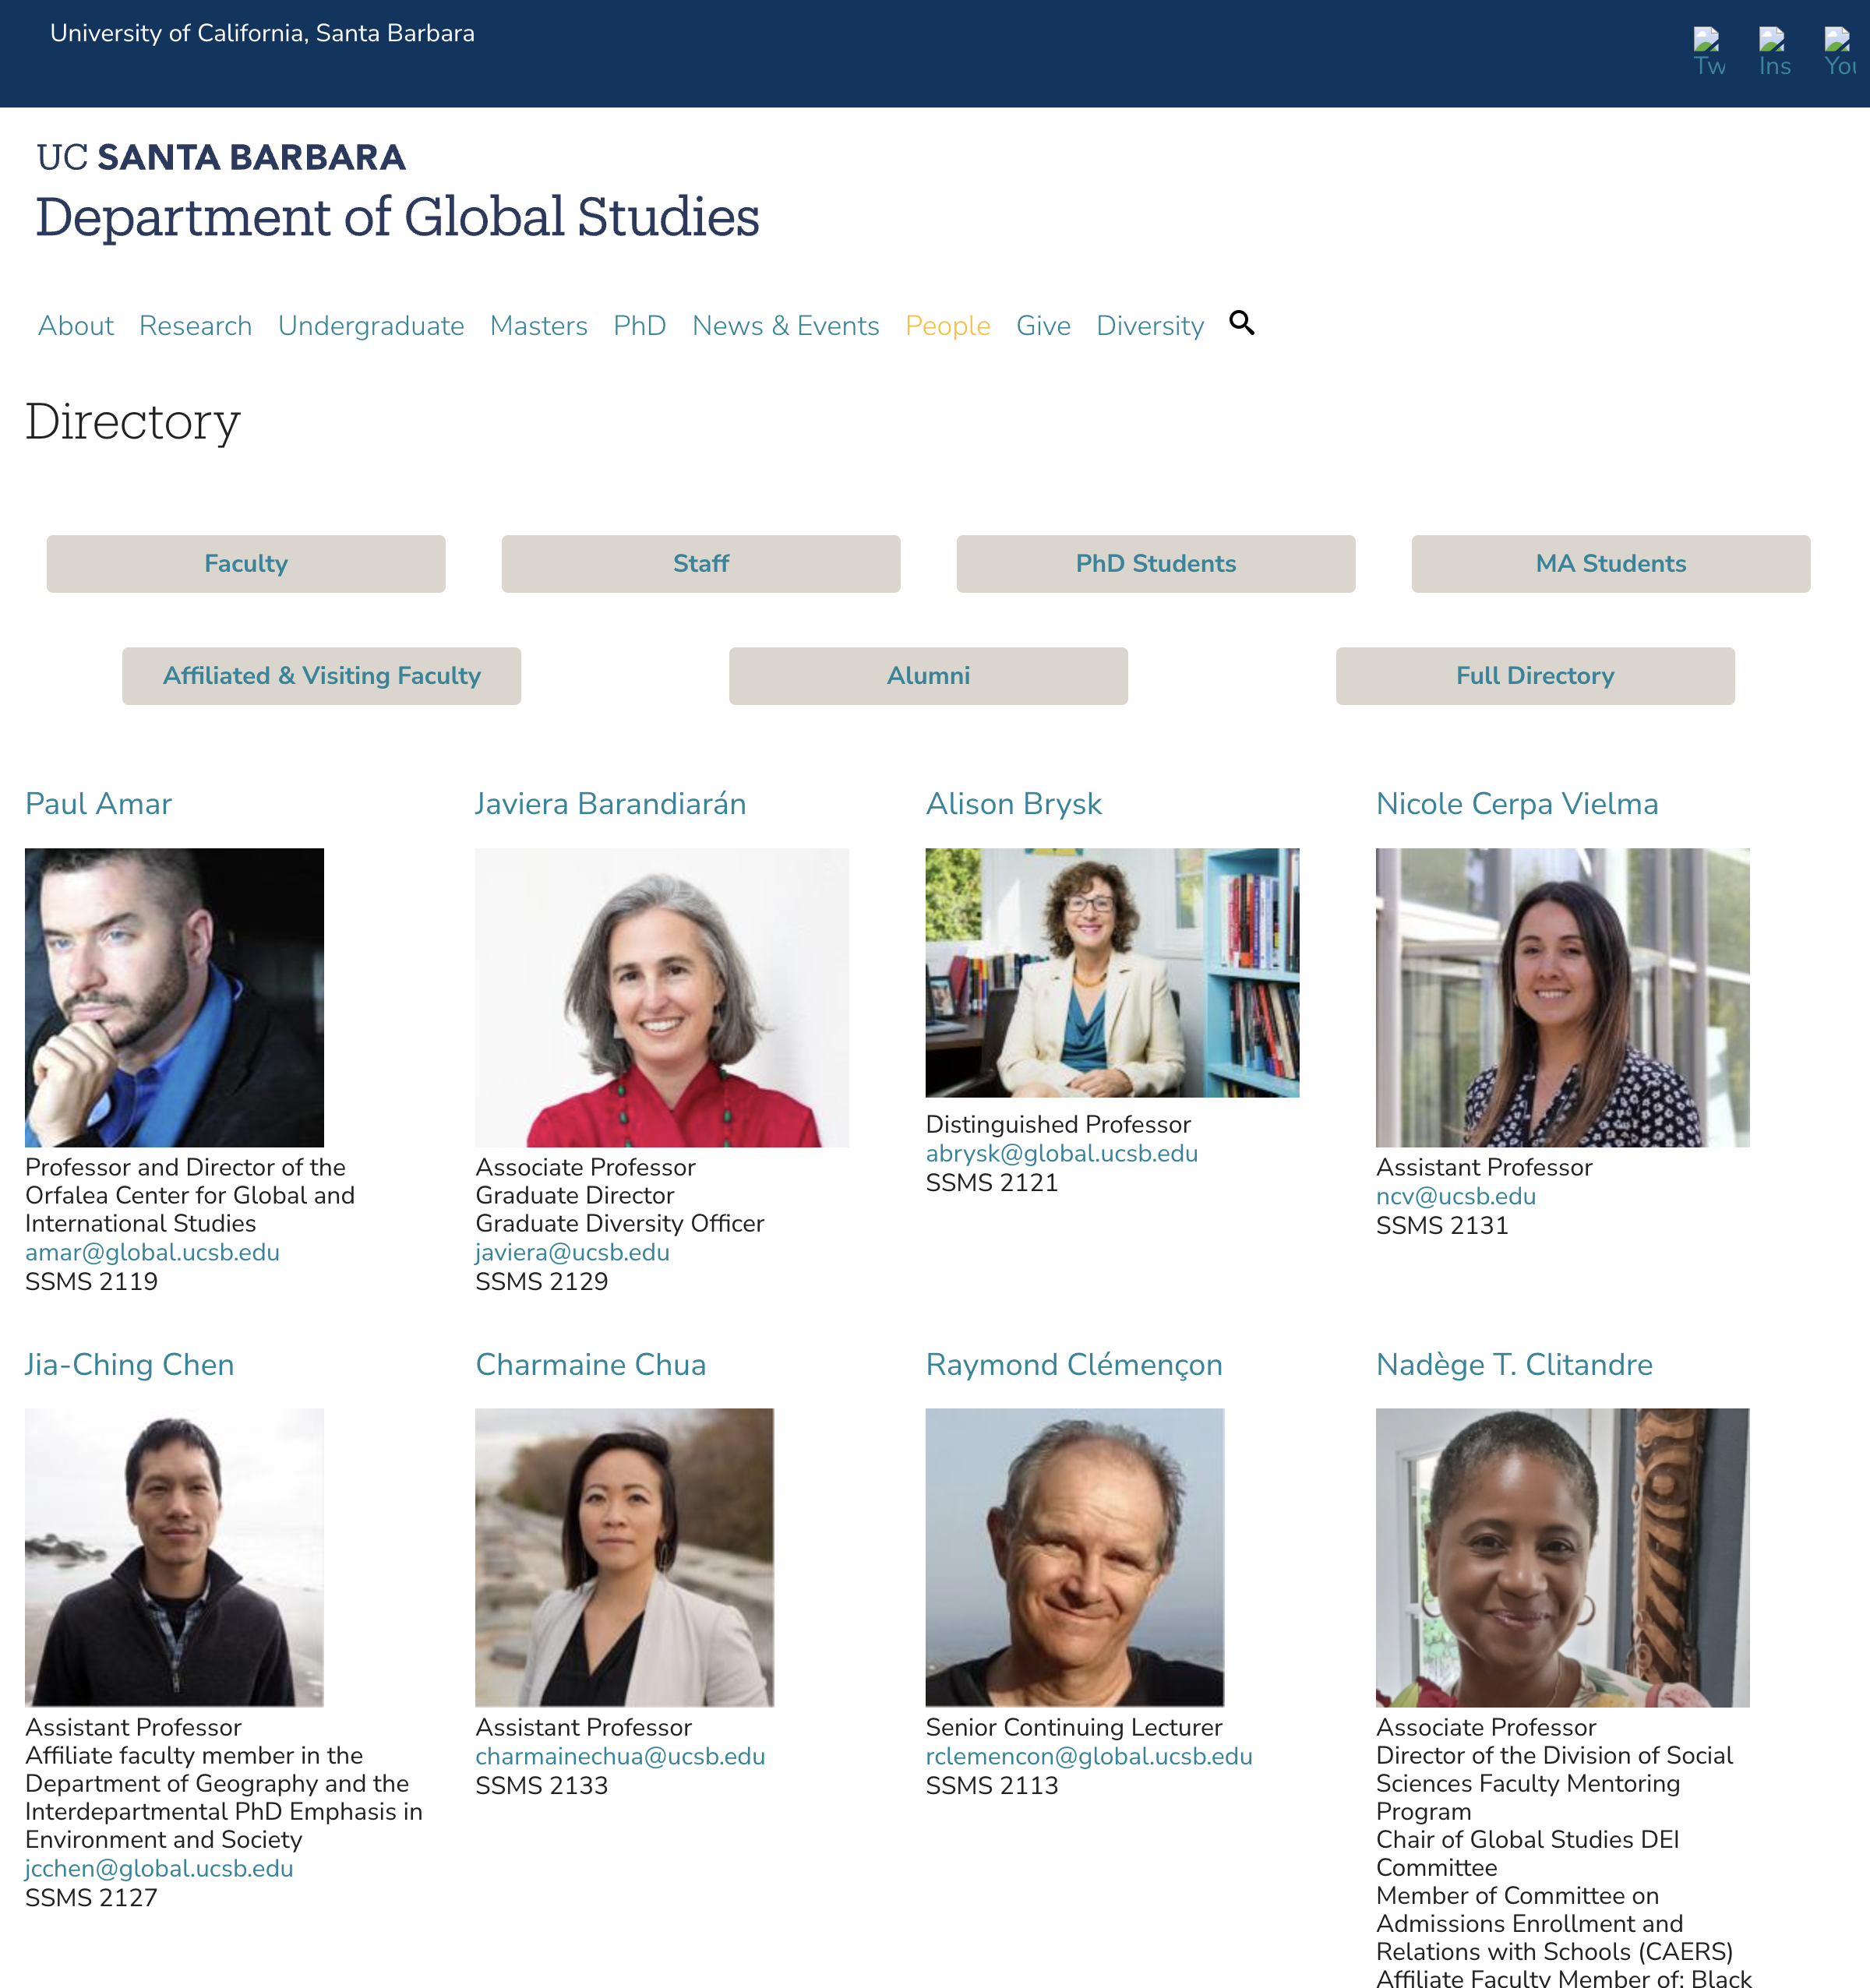 University of California, Santa Barbara
Tw
Ins
You
UC SANTA BARBARA
Department of Global Studies
About Research Undergraduate Masters PhD News & Events People Give Diversity
Directory
Faculty
Staff
PhD Students
MA Students
Affiliated & Visiting Faculty
Alumni
Full Directory
Paul Amar
Professor and Director of the
Orfalea Center for Global and
International Studies
amar@global.ucsb.edu
SSMS 2119
Javiera Barandiarán
Associate Professor
Graduate Director
Graduate Diversity Officer
javiera@ucsb.edu
SSMS 2129
Alison Brysk
Distinguished Professor
abrysk@global.ucsb.edu
SSMS 2121
Nicole Cerpa Vielma
Assistant Professor
ncv@ucsb.edu
SSMS 2131
Jia-Ching Chen
Assistant Professor
Affiliate faculty member in the
Department of Geography and the
Interdepartmental PhD Emphasis in
Environment and Society
jcchen@global.ucsb.edu
SSMS 2127
Charmaine Chua
Assistant Professor
charmainechua@ucsb.edu
SSMS 2133
Raymond Clémençon
Senior Continuing Lecturer
rclemencon@global.ucsb.edu
SSMS 2113
Nadège T. Clitandre
Associate Professor
Director of the Division of Social
Sciences Faculty Mentoring
Program
Chair of Global Studies DEI
Committee
Member of Committee on
Admissions Enrollment and
Relations with Schools (CAERS)
Affiliate Faculty Member of: Black